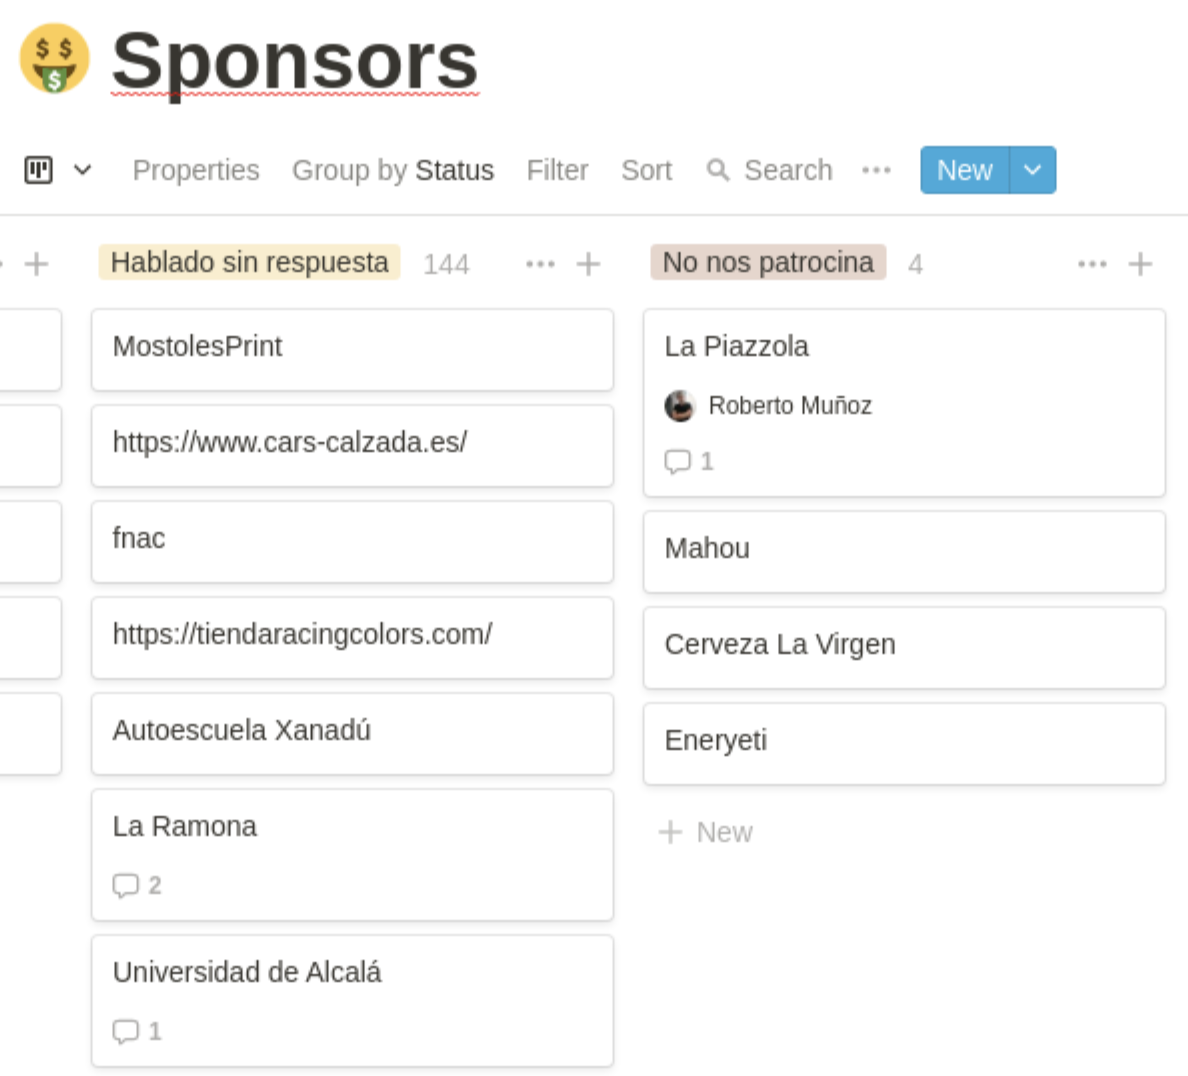 Sponsors
Properties Group by Status Filter Sort Search ... New
Hablado sin respuesta 144
MostolesPrint
https://www.cars-calzada.es/
fnac
https://tiendaracingcolors.com/
Autoescuela Xanadú
La Ramona
2
Universidad de Alcalá
1
No nos patrocina 4
La Piazzola
Roberto Muñoz
1
Mahou
Cerveza La Virgen
Eneryeti
+ New